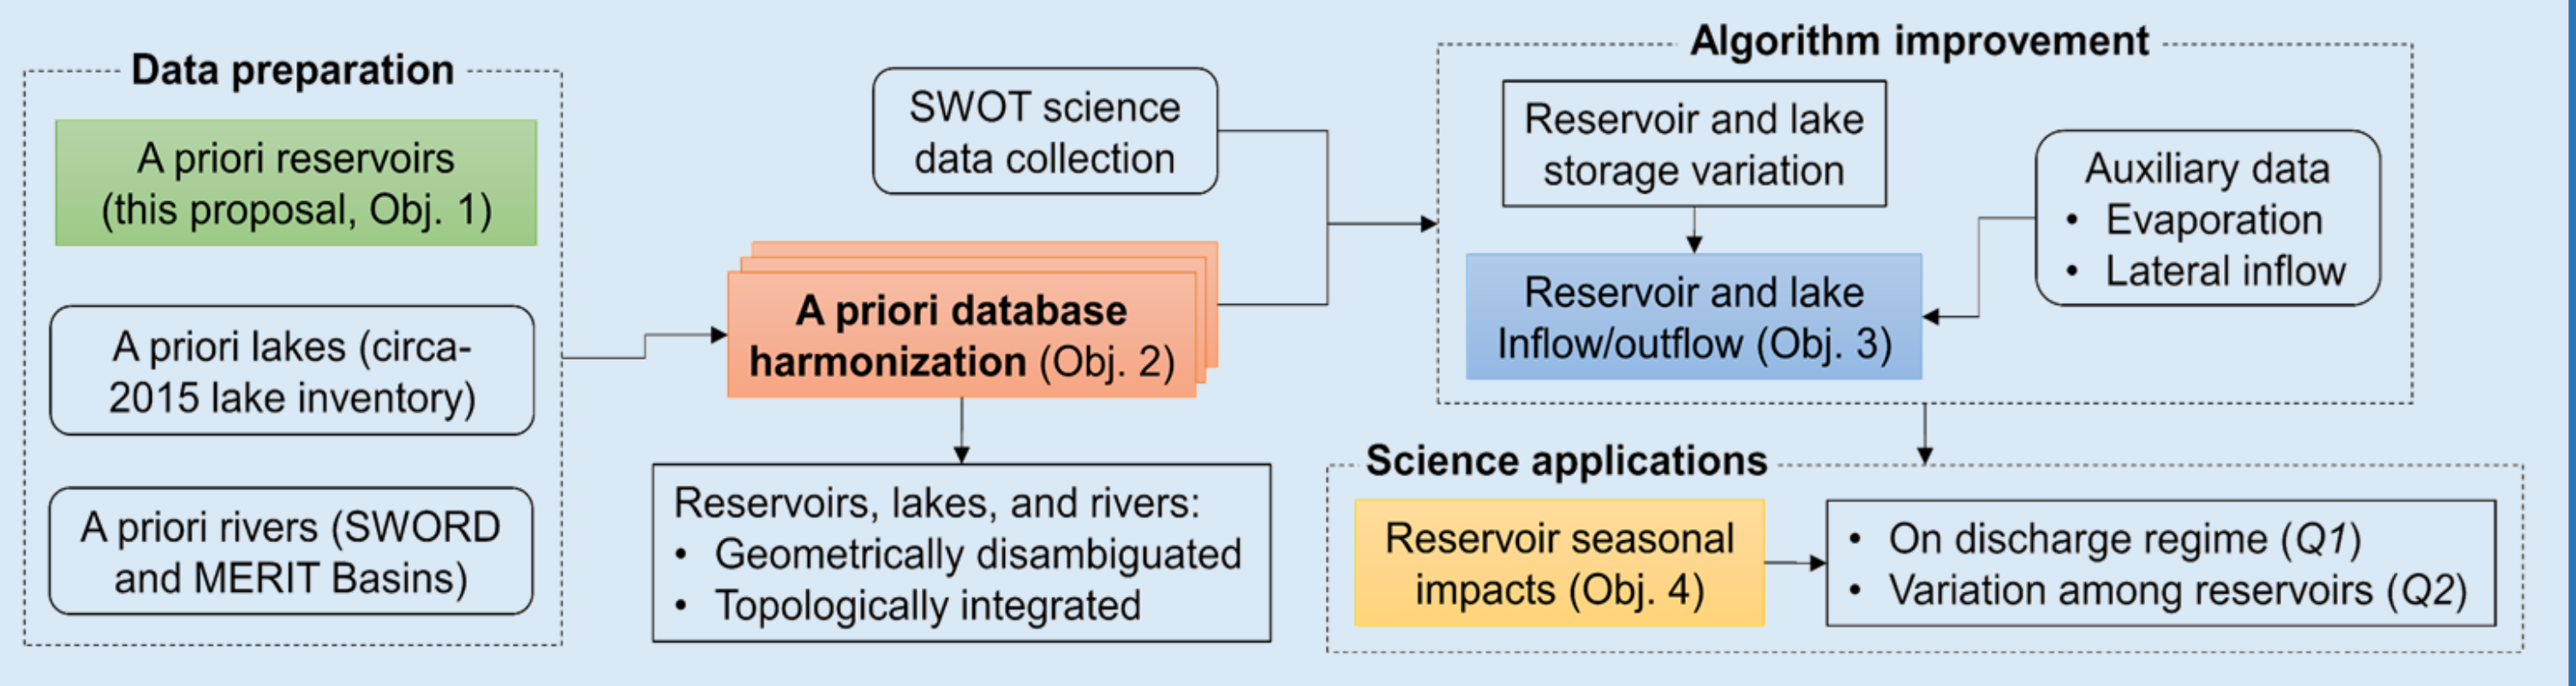 Data preparation
A priori reservoirs
(this proposal, Obj. 1)
A priori lakes (circa-
2015 lake inventory)
A priori rivers (SWORD
and MERIT Basins)
SWOT science
data collection
A priori database
harmonization (Obj. 2)
Reservoirs, lakes, and rivers:
• Geometrically disambiguated
• Topologically integrated
Algorithm improvement
Reservoir and lake
storage variation
Reservoir and lake
Inflow/outflow (Obj. 3)
Auxiliary data
• Evaporation
• Lateral inflow
Science applications
Reservoir seasonal
impacts (Obj. 4)
• On discharge regime (Q1)
• Variation among reservoirs (Q2)